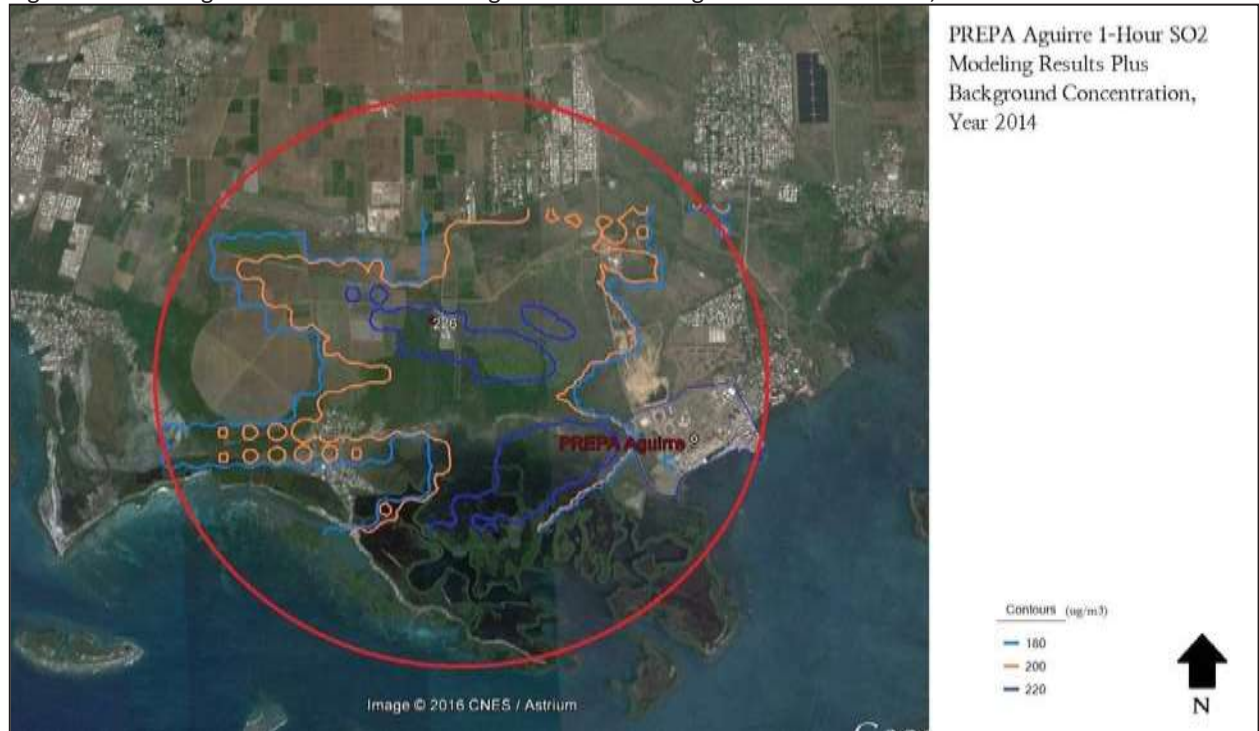 PREPA Aguirre 1-Hour SO2
Modeling Results Plus
Background Concentration,
Year 2014
226
PREPA Aguirre
Contours (ug/m3)
180
200
220
N
Image © 2016 CNES / Astrium